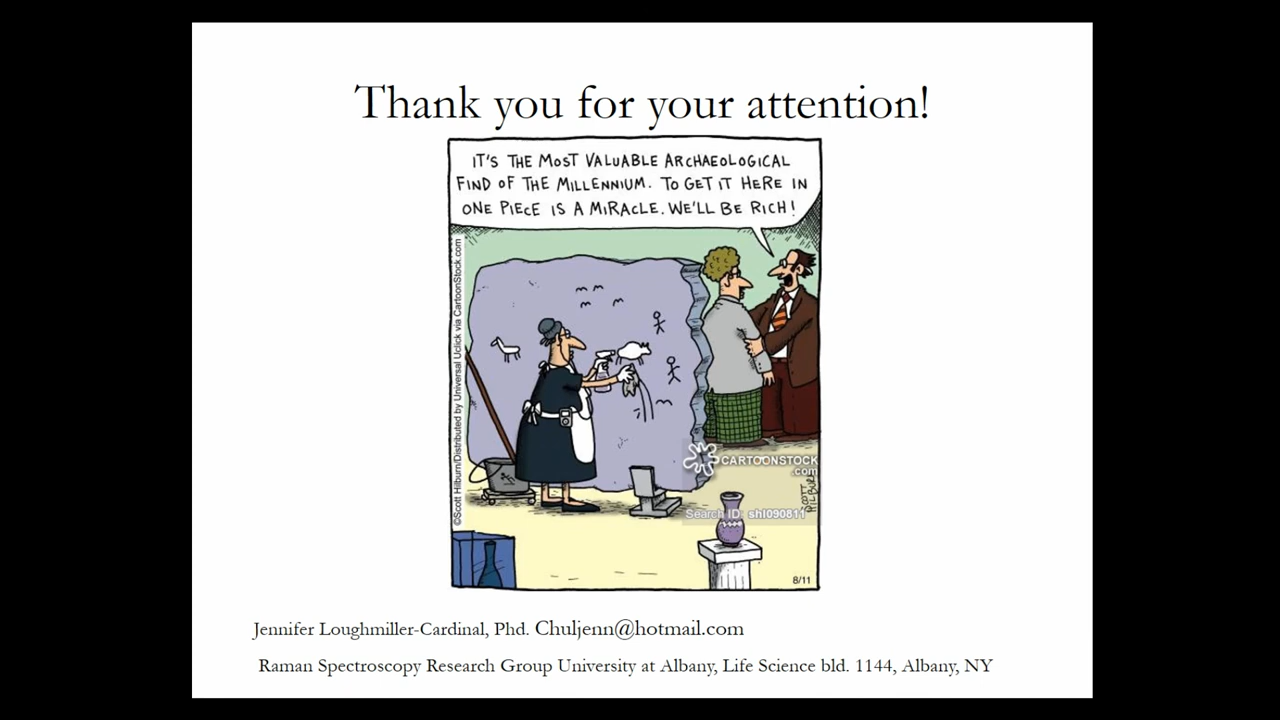 Thank you for your attention!
IT'S THE MOST VALUABLE ARCHAEOLOGICAL
FIND OF THE MILLENNIUM. TO GET IT HERE IN
ONE PIECE IS A MIRACLE. WE'LL BE RICH!
©Scott Hilburn/Distributed by Universal Uclick via CartoonStock.com
CARTOONSTOCK
.com
Search ID: shl090811
SCOTT
HILBURN
8/11
Jennifer Loughmiller-Cardinal, Phd. Chuljenn@hotmail.com
Raman Spectroscopy Research Group University at Albany, Life Science bld. 1144, Albany, NY